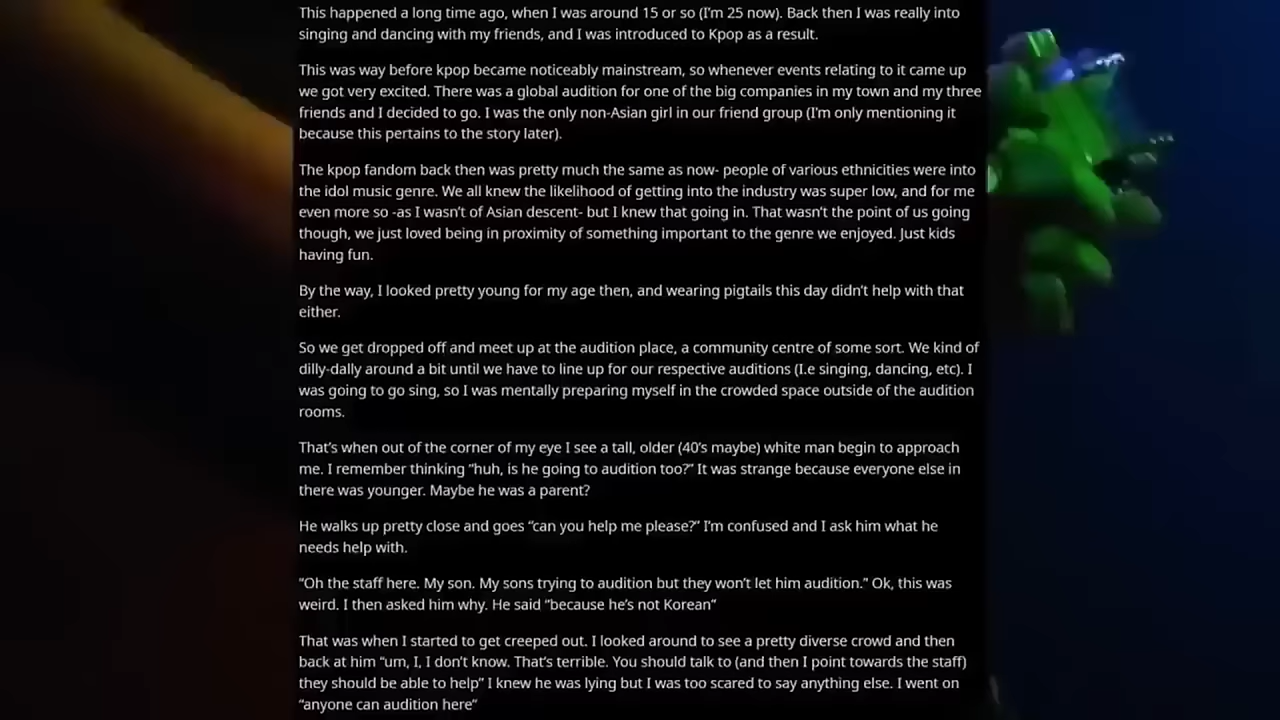 This happened a long time ago, when I was around 15 or so (I'm 25 now). Back then I was really into
singing and dancing with my friends, and I was introduced to Kpop as a result.
This was way before kpop became noticeably mainstream, so whenever events relating to it came up
we got very excited. There was a global audition for one of the big companies in my town and my three
friends and I decided to go. I was the only non-Asian girl in our friend group (I'm only mentioning it
because this pertains to the story later).
The kpop fandom back then was pretty much the same as now- people of various ethnicities were into
the idol music genre. We all knew the likelihood of getting into the industry was super low, and for me
even more so -as I wasn't of Asian descent- but I knew that going in. That wasn't the point of us going
though, we just loved being in proximity of something important to the genre we enjoyed. Just kids
having fun.
By the way, I looked pretty young for my age then, and wearing pigtails this day didn't help with that
either.
So we get dropped off and meet up at the audition place, a community centre of some sort. We kind of
dilly-dally around a bit until we have to line up for our respective auditions (I.e singing, dancing, etc). I
was going to go sing, so I was mentally preparing myself in the crowded space outside of the audition
rooms.
That's when out of the corner of my eye I see a tall, older (40's maybe) white man begin to approach
me. I remember thinking “huh, is he going to audition too?” It was strange because everyone else in
there was younger. Maybe he was a parent?
He walks up pretty close and goes “can you help me please?” I'm confused and I ask him what he
needs help with.
“Oh the staff here. My son. My sons trying to audition but they won't let him audition.” Ok, this was
weird. I then asked him why. He said “because he's not Korean”
That was when I started to get creeped out. I looked around to see a pretty diverse crowd and then
back at him “um, I, I don't know. That's terrible. You should talk to (and then I point towards the staff)
they should be able to help” I knew he was lying but I was too scared to say anything else. I went on
“anyone can audition here”